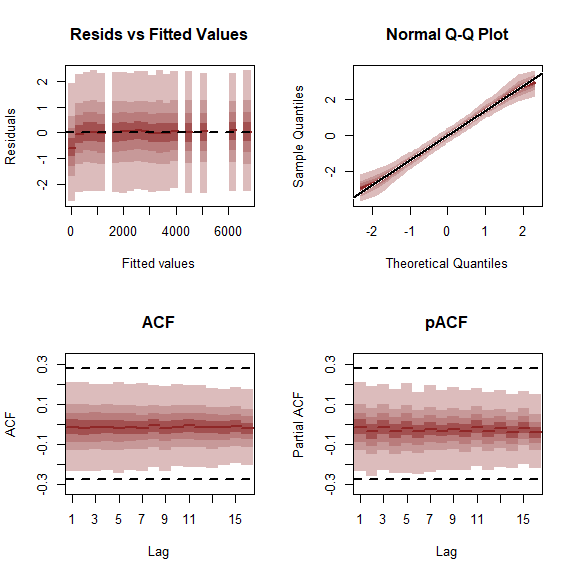 Resids vs Fitted Values
Residuals
2
1
0
-1
-2
0 2000 4000 6000
Fitted values
Normal Q-Q Plot
Sample Quantiles
2
0
-2
-2 -1 0 1 2
Theoretical Quantiles
ACF
ACF
0.3
0.1
-0.1
-0.3
1 3 5 7 9 11 15
Lag
pACF
Partial ACF
0.3
0.1
-0.1
-0.3
1 3 5 7 9 11 15
Lag